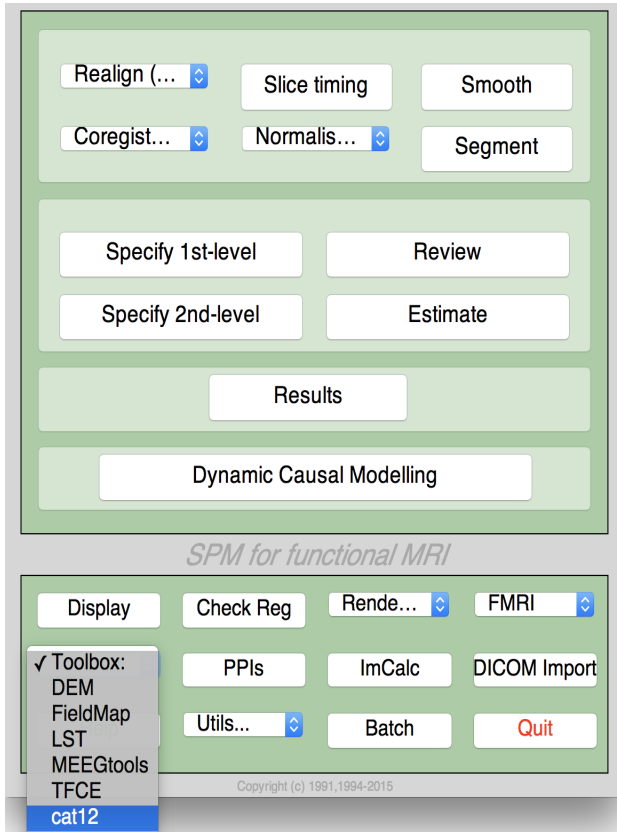 Realign (...
Slice timing
Smooth
Coregist...
Normalis...
Segment
Specify 1st-level
Review
Specify 2nd-level
Estimate
Results
Dynamic Causal Modelling
SPM for functional MRI
Display
Check Reg
Rende...
FMRI
✓ Toolbox:
PPIs
ImCalc
DICOM Import
DEM
FieldMap
LST
MEEGtools
TFCE
cat12
Utils...
Batch
Quit
Copyright (c) 1991,1994-2015